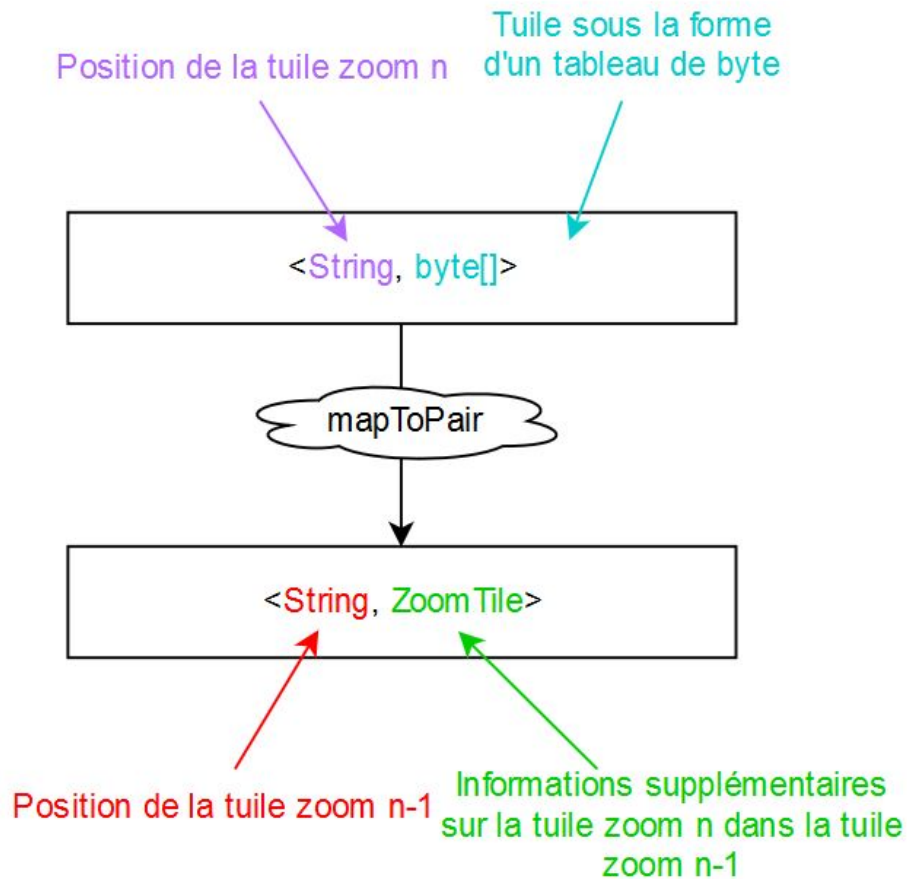 Position de la tuile zoom n
Tuile sous la forme
d'un tableau de byte
<String, byte[]>
mapToPair
<String, ZoomTile>
Position de la tuile zoom n-1
Informations supplémentaires
sur la tuile zoom n dans la tuile
zoom n-1